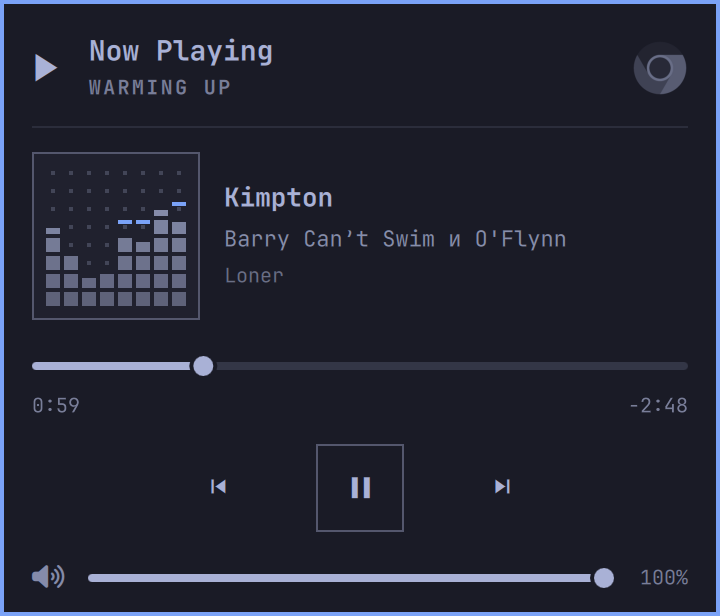 Now Playing
WARMING UP
Kimpton
Barry Can’t Swim и O'Flynn
Loner
0:59
-2:48
100%